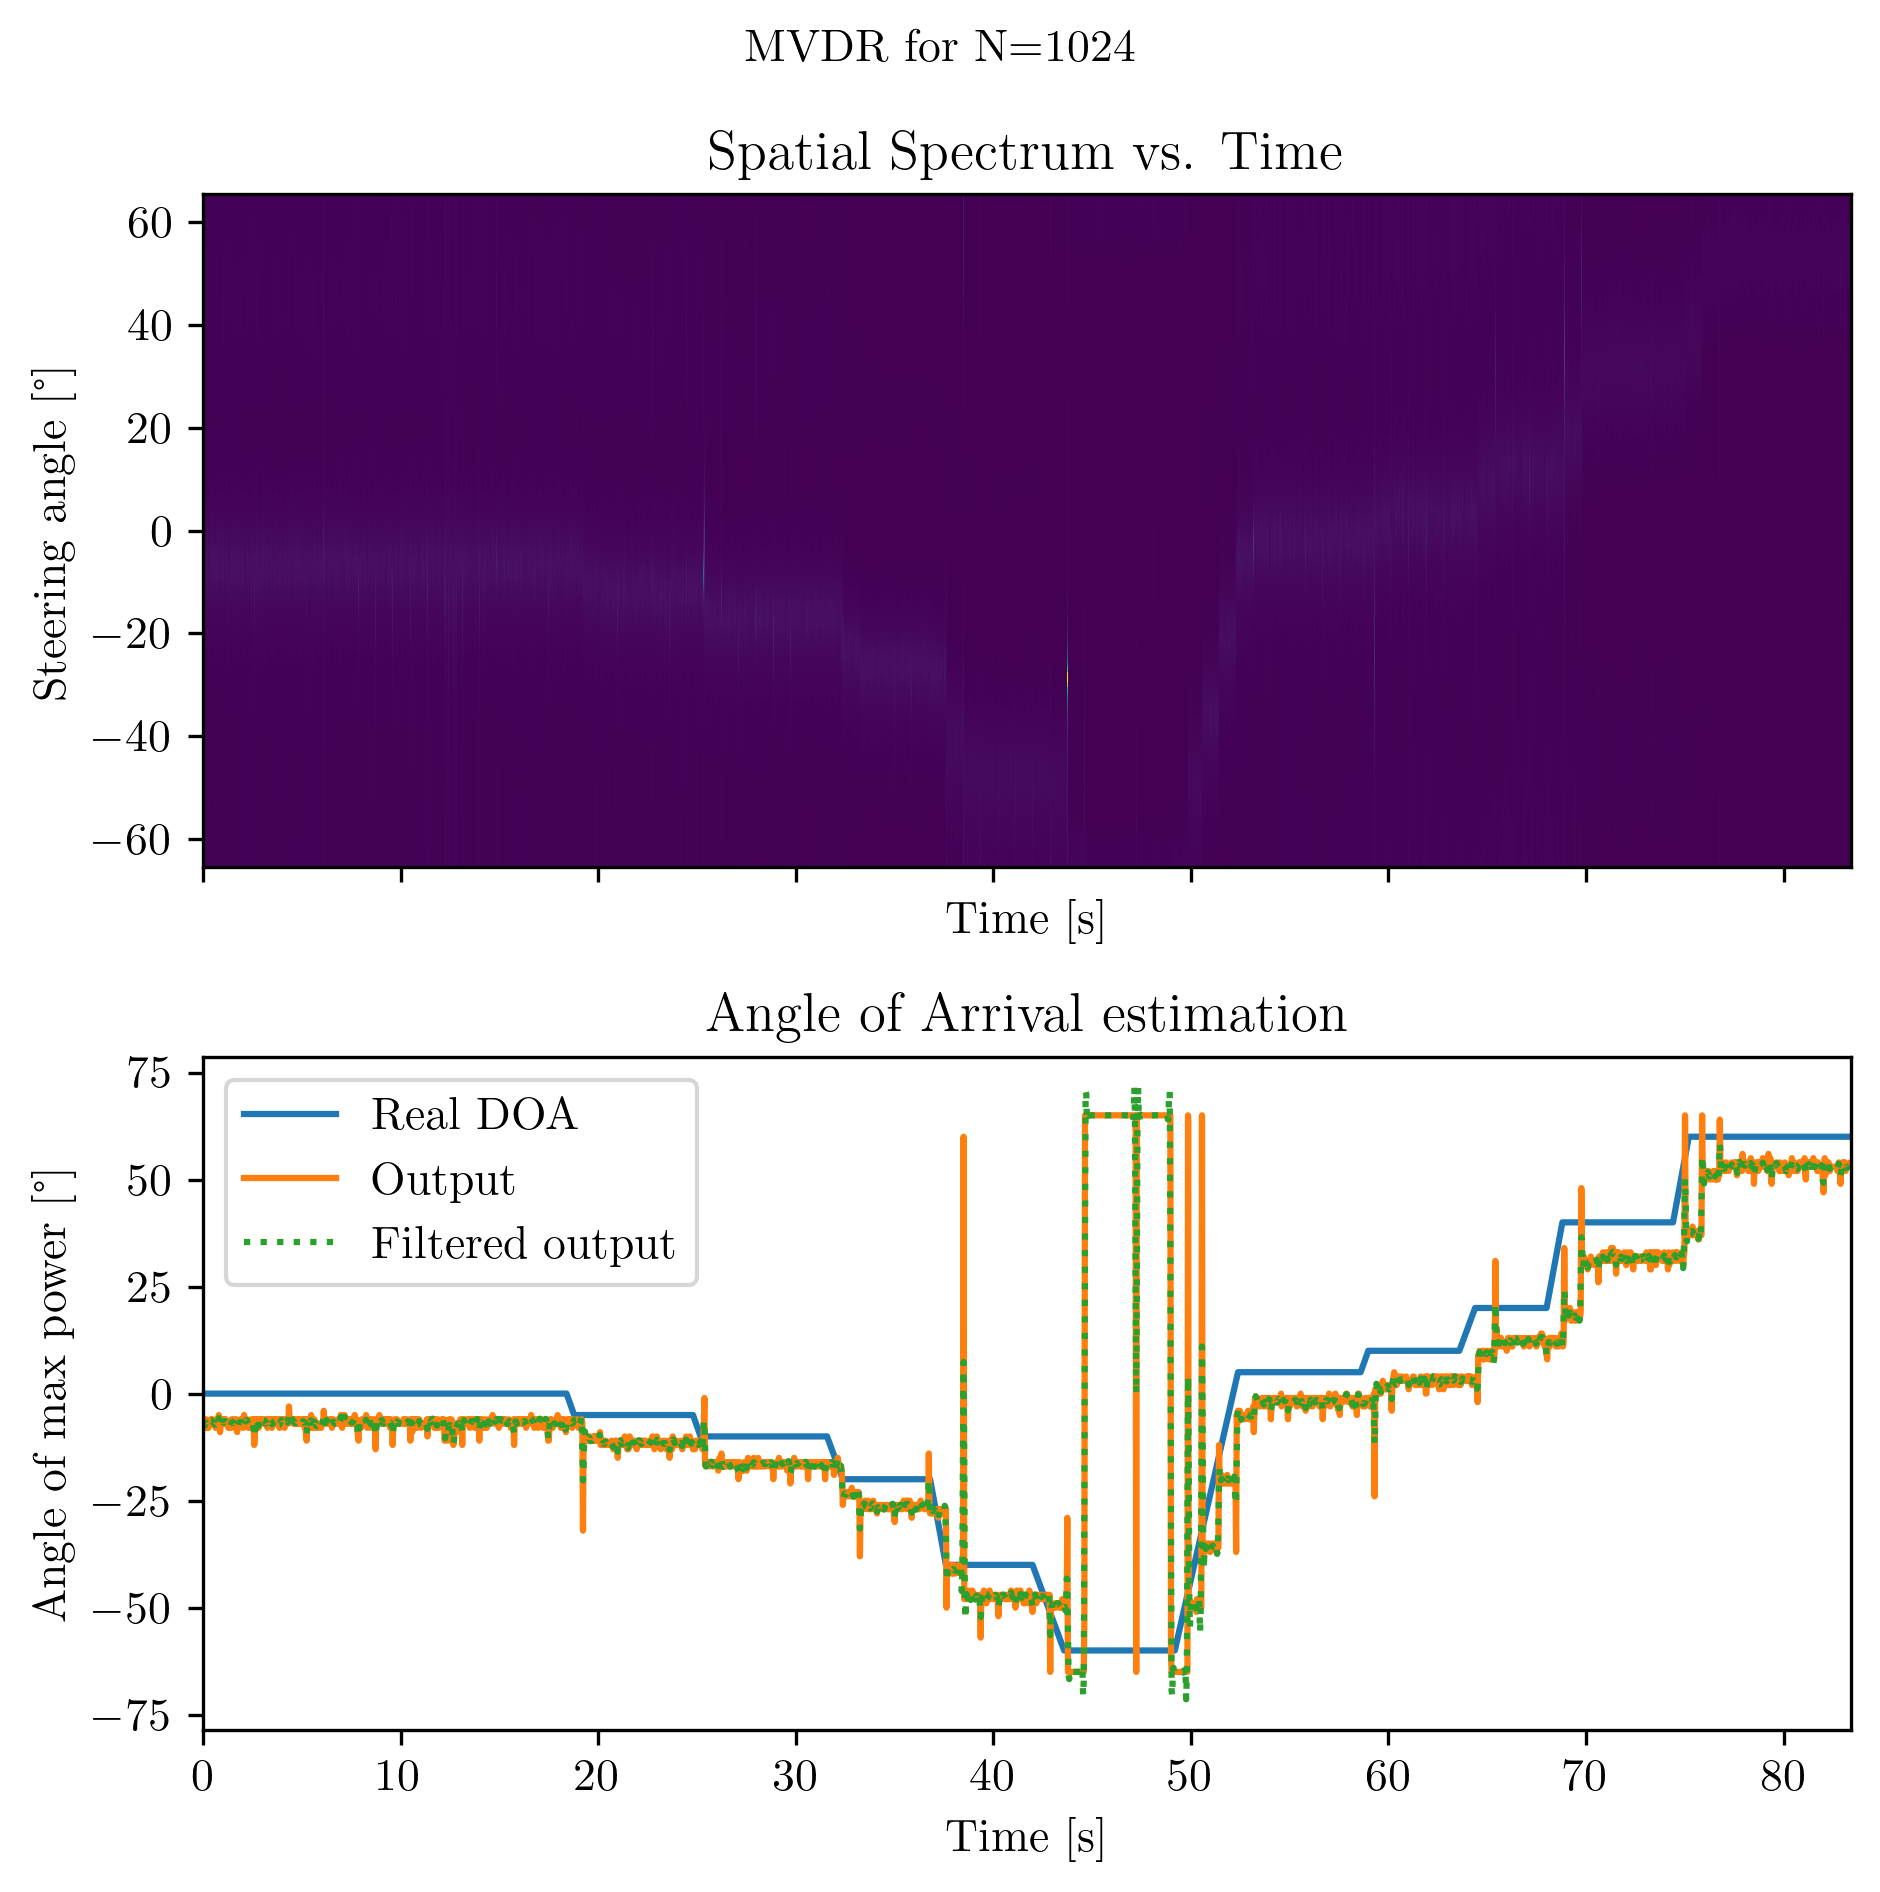 MVDR for N=1024
Spatial Spectrum vs. Time
60
40
20
0
−20
−40
−60
Steering angle [°]
Time [s]
Angle of Arrival estimation
75
50
25
0
−25
−50
−75
Angle of max power [°]
Real DOA
Output
Filtered output
0 10 20 30 40 50 60 70 80
Time [s]